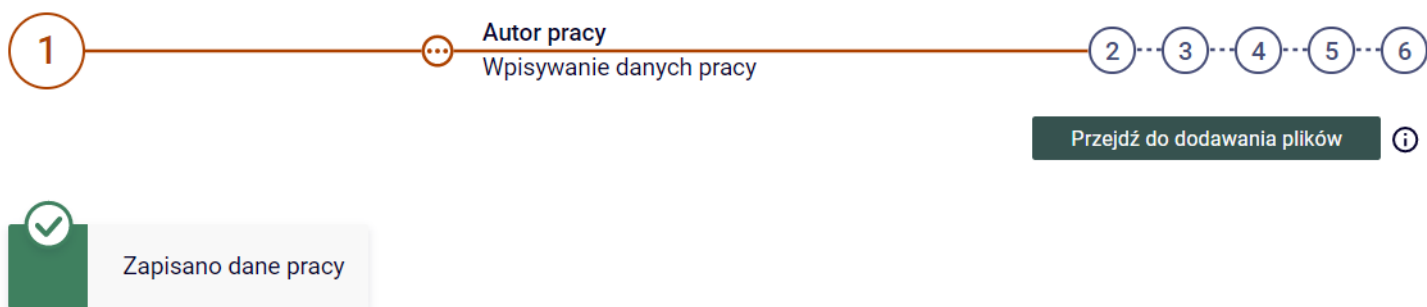 1
Autor pracy
Wpisywanie danych pracy
2 3 4 5 6
Przejdź do dodawania plików
Zapisano dane pracy